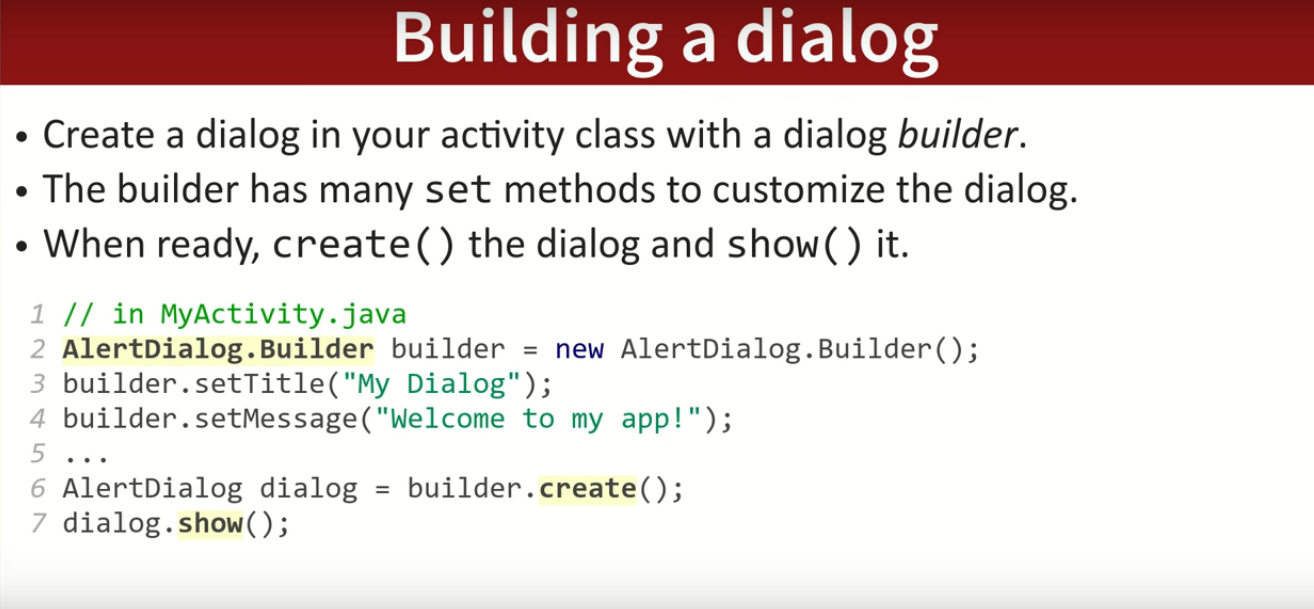 Building a dialog
• Create a dialog in your activity class with a dialog builder.
• The builder has many set methods to customize the dialog.
• When ready, create() the dialog and show() it.
1 // in MyActivity.java
2 AlertDialog.Builder builder = new AlertDialog.Builder();
3 builder.setTitle("My Dialog");
4 builder.setMessage("Welcome to my app!");
5 ...
6 AlertDialog dialog = builder.create();
7 dialog.show();